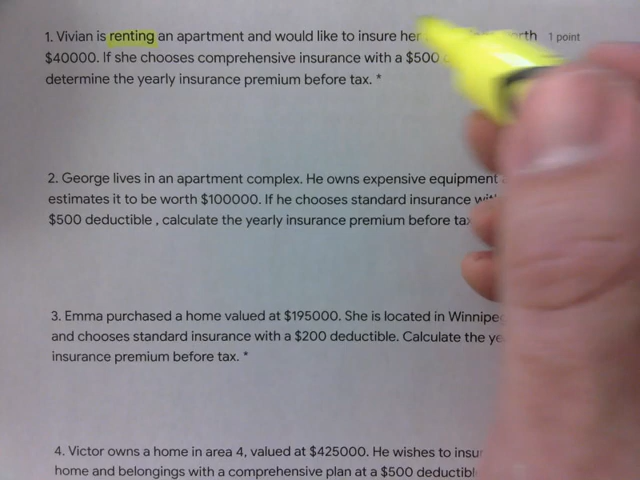 1. Vivian is renting an apartment and would like to insure her 1 point
$40000. If she chooses comprehensive insurance with a $500
determine the yearly insurance premium before tax. *
2. George lives in an apartment complex. He owns expensive equipment
estimates it to be worth $100000. If he chooses standard insurance
$500 deductible , calculate the yearly insurance premium before
3. Emma purchased a home valued at $195000. She is located in
and chooses standard insurance with a $200 deductible. Calculate the
insurance premium before tax. *
4. Victor owns a home in area 4, valued at $425000. He wishes to
home and belongings with a comprehensive plan at a $500